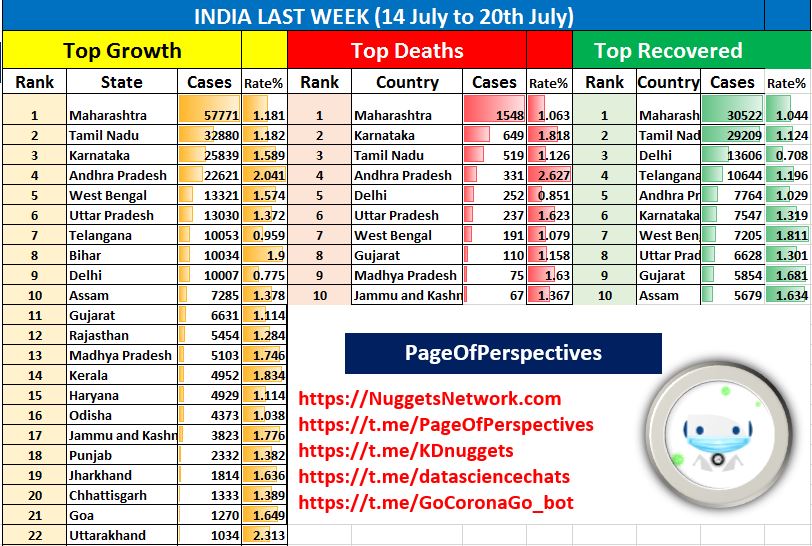 INDIA LAST WEEK (14 July to 20th July)
Top Growth Top Deaths Top Recovered
Rank State Cases Rate% Rank Country Cases Rate% Rank Country Cases Rate%
1 Maharashtra 57771 1.181 1 Maharashtra 1548 1.063 1 Maharash 30522 1.044
2 Tamil Nadu 32880 1.182 2 Karnataka 649 1.818 2 Tamil Nad 29209 1.124
3 Karnataka 25839 1.589 3 Tamil Nadu 519 1.126 3 Delhi 13606 0.708
4 Andhra Pradesh 22621 2.041 4 Andhra Pradesh 331 2.627 4 Telangana 10644 1.196
5 West Bengal 13321 1.574 5 Delhi 252 0.851 5 Andhra Pr 7764 1.029
6 Uttar Pradesh 13030 1.372 6 Uttar Pradesh 237 1.623 6 Karnataka 7547 1.319
7 Telangana 10053 0.959 7 West Bengal 191 1.079 7 West Ben 7205 1.811
8 Bihar 10034 1.9 8 Gujarat 110 1.158 8 Uttar Prad 6628 1.301
9 Delhi 10007 0.775 9 Madhya Pradesh 75 1.63 9 Gujarat 5854 1.681
10 Assam 7285 1.378 10 Jammu and Kashn 67 1.367 10 Assam 5679 1.634
11 Gujarat 6631 1.114
12 Rajasthan 5454 1.284
13 Madhya Pradesh 5103 1.746
14 Kerala 4952 1.834
15 Haryana 4929 1.114
16 Odisha 4373 1.038
17 Jammu and Kashn 3823 1.776
18 Punjab 2332 1.382
19 Jharkhand 1814 1.636
20 Chhattisgarh 1333 1.389
21 Goa 1270 1.649
22 Uttarakhand 1034 2.313
PageOfPerspectives
https://NuggetsNetwork.com
https://t.me/PageOfPerspectives
https://t.me/KDnuggets
https://t.me/datasciencechats
https://t.me/GoCoronaGo_bot